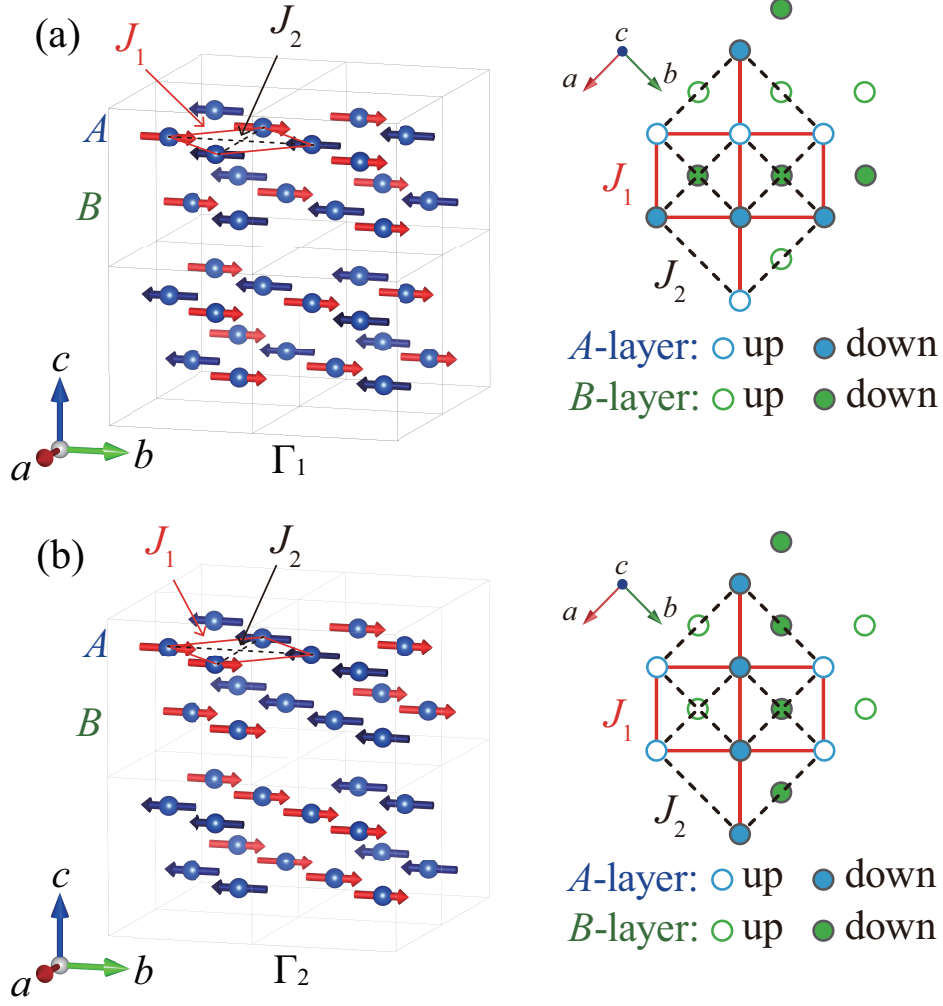 (a)
J1
J2
A
B
c
a
b
Γ1
c
a
b
J1
J2
A-layer: up down
B-layer: up down
(b)
J1
J2
A
B
c
a
b
Γ2
c
a
b
J1
J2
A-layer: up down
B-layer: up down